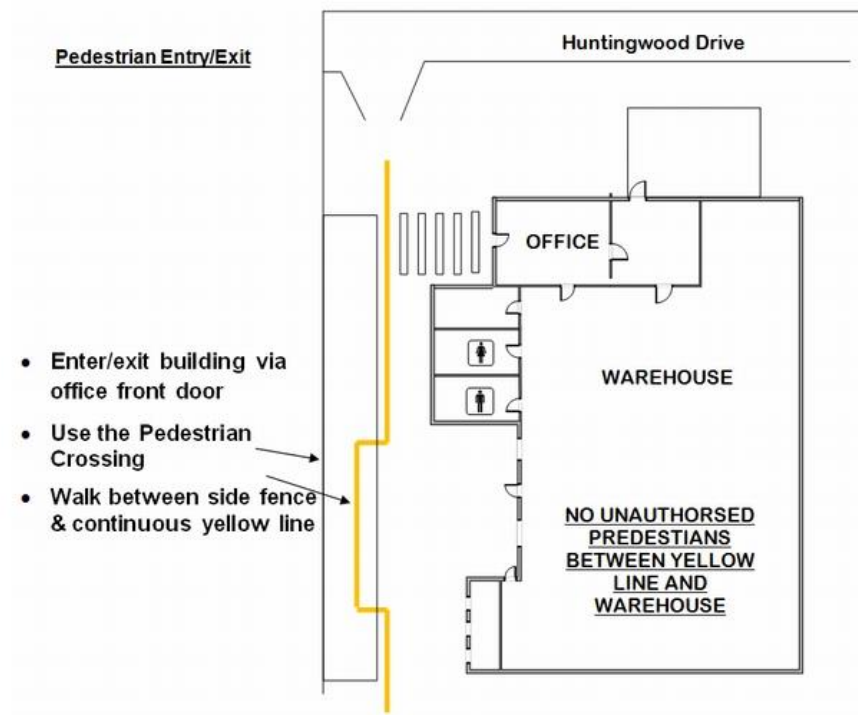 Pedestrian Entry/Exit
Huntingwood Drive
OFFICE
• Enter/exit building via
office front door
• Use the Pedestrian
Crossing
• Walk between side fence
& continuous yellow line
WAREHOUSE
NO UNAUTHORSED
PREDESTIANS
BETWEEN YELLOW
LINE AND
WAREHOUSE